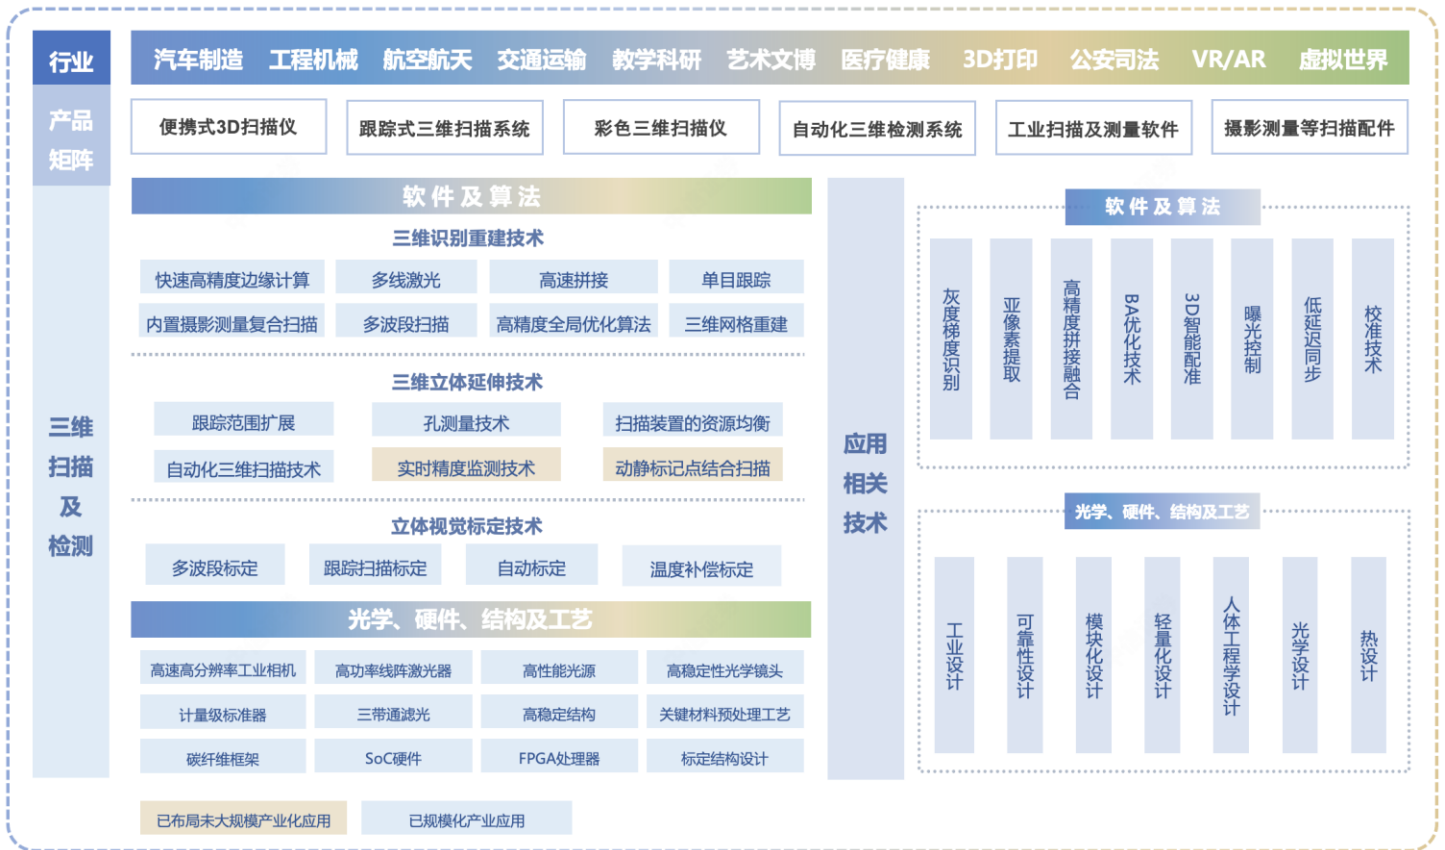 行业
汽车制造 工程机械 航空航天 交通运输 教学科研 艺术文博 医疗健康 3D打印 公安司法 VR/AR 虚拟世界
产品
矩阵
便携式3D扫描仪 跟踪式三维扫描系统 彩色三维扫描仪 自动化三维检测系统 工业扫描及测量软件 摄影测量等扫描配件
三维
扫描
及
检测
软件及算法
三维识别重建技术
快速高精度边缘计算 多线激光 高速拼接 单目跟踪
内置摄影测量复合扫描 多波段扫描 高精度全局优化算法 三维网格重建
三维立体延伸技术
跟踪范围扩展 孔测量技术 扫描装置的资源均衡
自动化三维扫描技术 实时精度监测技术 动静标记点结合扫描
立体视觉标定技术
多波段标定 跟踪扫描标定 自动标定 温度补偿标定
光学、硬件、结构及工艺
高速高分辨率工业相机 高功率线阵激光器 高性能光源 高稳定性光学镜头
计量级标准器 三带通滤光 高稳定结构 关键材料预处理工艺
碳纤维框架 SoC硬件 FPGA处理器 标定结构设计
应用
相关
技术
软件及算法
灰度梯度识别
亚像素提取
高精度拼接融合
BA优化技术
3D智能配准
曝光控制
低延迟同步
校准技术
光学、硬件、结构及工艺
工业设计
可靠性设计
模块化设计
轻量化设计
人体工程学设计
光学设计
热设计
已布局未大规模产业化应用 已规模化产业应用